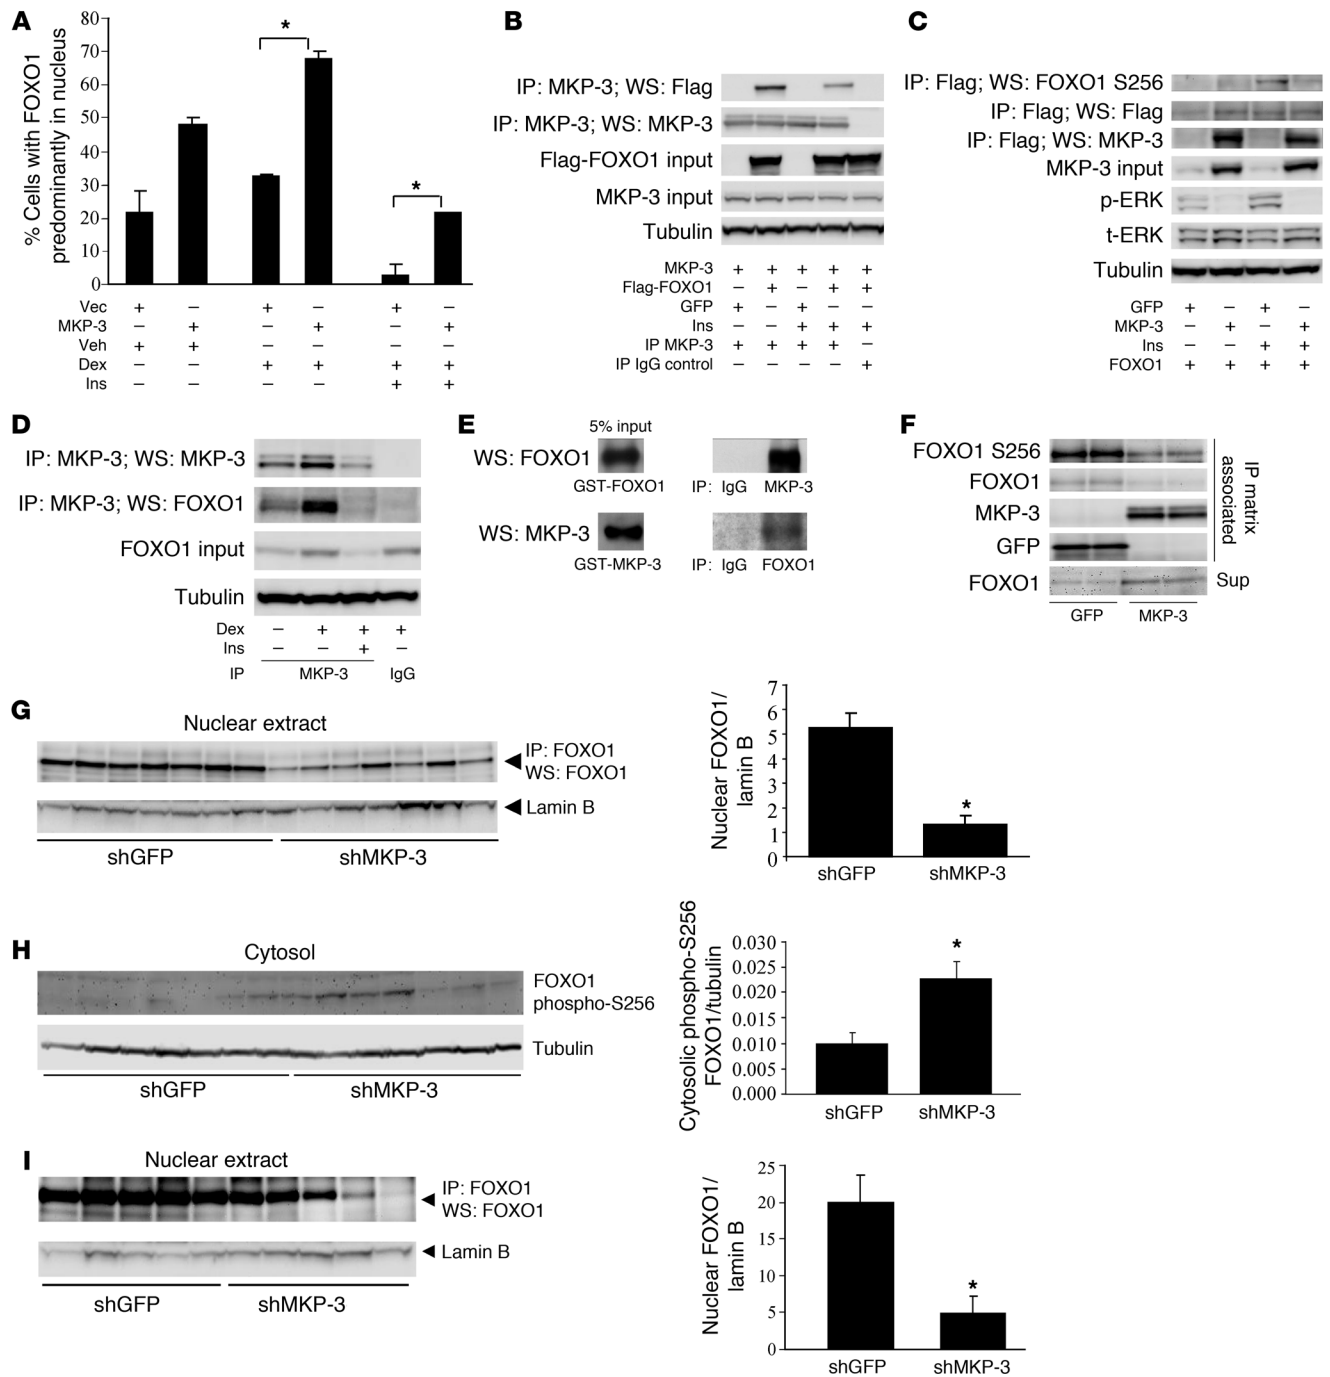 A
% Cells with FOXO1
predominantly in nucleus
80
70
60
50
40
30
20
10
0
*
*
Vec + – + – + –
MKP-3 – + – + – +
Veh + + – – – –
Dex – – + + + +
Ins – – – – + +
B
IP: MKP-3; WS: Flag
IP: MKP-3; WS: MKP-3
Flag-FOXO1 input
MKP-3 input
Tubulin
MKP-3 + + + + +
Flag-FOXO1 – + – + +
GFP + – + – –
Ins – – + + +
IP MKP-3 + + + + –
IP IgG control – – – – +
C
IP: Flag; WS: FOXO1 S256
IP: Flag; WS: Flag
IP: Flag; WS: MKP-3
MKP-3 input
p-ERK
t-ERK
Tubulin
GFP + – + –
MKP-3 – + – +
Ins – – + +
FOXO1 + + + +
D
IP: MKP-3; WS: MKP-3
IP: MKP-3; WS: FOXO1
FOXO1 input
Tubulin
Dex – + + +
Ins – – + –
IP MKP-3 IgG
E
5% input
WS: FOXO1
GST-FOXO1 IP: IgG MKP-3
WS: MKP-3
GST-MKP-3 IP: IgG FOXO1
F
FOXO1 S256
FOXO1
MKP-3
GFP
IP matrix
associated
FOXO1 Sup
GFP MKP-3
G
Nuclear extract
IP: FOXO1
WS: FOXO1
Lamin B
shGFP shMKP-3
Nuclear FOXO1/
lamin B
7
6
5
4
3
2
1
0
*
shGFP shMKP-3
H
Cytosol
FOXO1
phospho-S256
Tubulin
shGFP shMKP-3
Cytosolic phospho-S256
FOXO1/tubulin
0.030
0.025
0.020
0.015
0.010
0.005
0.000
*
shGFP shMKP-3
I
Nuclear extract
IP: FOXO1
WS: FOXO1
Lamin B
shGFP shMKP-3
Nuclear FOXO1/
lamin B
25
20
15
10
5
0
*
shGFP shMKP-3